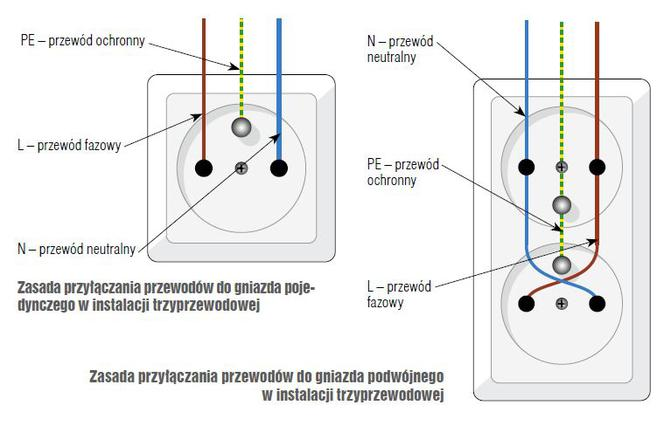 PE – przewód ochronny
L – przewód fazowy
N – przewód neutralny
Zasada przyłączania przewodów do gniazda poje-
dynczego w instalacji trzyprzewodowej
N – przewód
neutralny
PE – przewód
ochronny
L – przewód
fazowy
Zasada przyłączania przewodów do gniazda podwójnego
w instalacji trzyprzewodowej